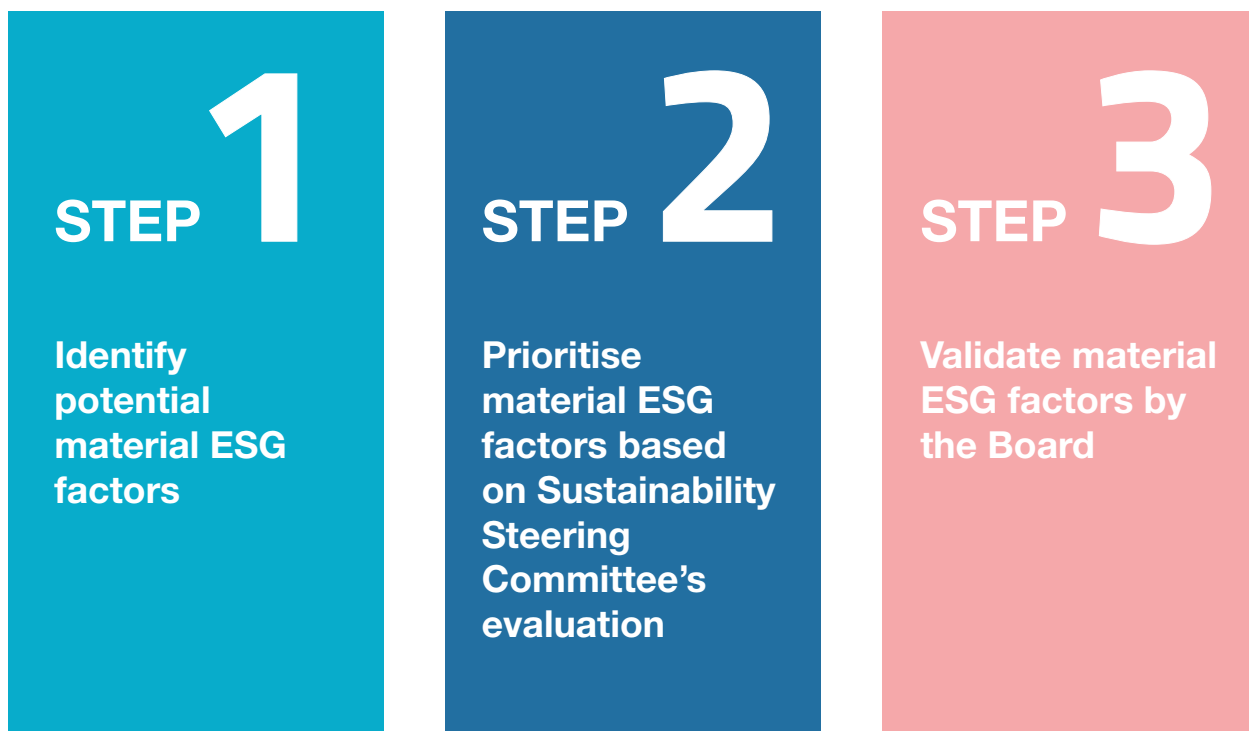 STEP 1
Identify
potential
material ESG
factors
STEP 2
Prioritise
material ESG
factors based
on Sustainability
Steering
Committee’s
evaluation
STEP 3
Validate material
ESG factors by
the Board